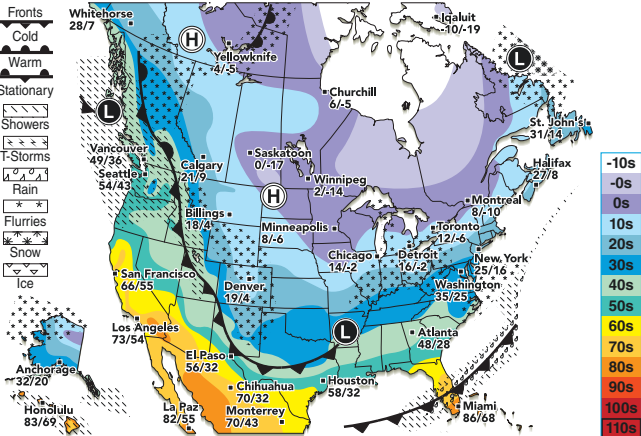 Fronts
Cold
Warm
Stationary
Showers
T-Storms
Rain
Flurries
Snow
Ice
Whitehorse
28/7
H
Yellowknife
4/-5
Iqaluit
-10/-19
L
Churchill
6/-5
L
St. John's
31/14
Vancouver
49/36
Seattle
54/43
Calgary
21/9
Saskatoon
0/-17
Winnipeg
2/-14
Halifax
27/8
H
Billings
18/4
Minneapolis
8/-6
Montreal
8/-10
Toronto
12/-6
Chicago
14/-2
Detroit
16/-2
New York
25/16
San Francisco
66/55
Denver
19/4
Washington
35/25
Los Angeles
73/54
L
Atlanta
48/28
El Paso
56/32
Anchorage
32/20
Chihuahua
70/32
Houston
58/32
Honolulu
83/69
La Paz
82/55
Monterrey
70/43
Miami
86/68
-10s
-0s
0s
10s
20s
30s
40s
50s
60s
70s
80s
90s
100s
110s